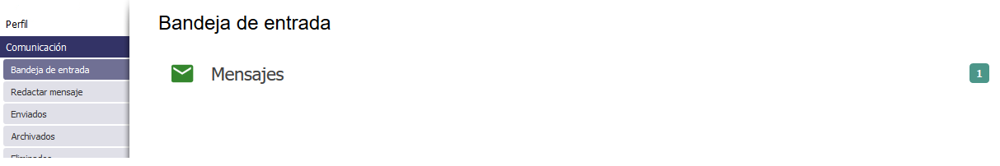 Perfil
Comunicación
Bandeja de entrada
Redactar mensaje
Enviados
Archivados
Bandeja de entrada
Mensajes
1